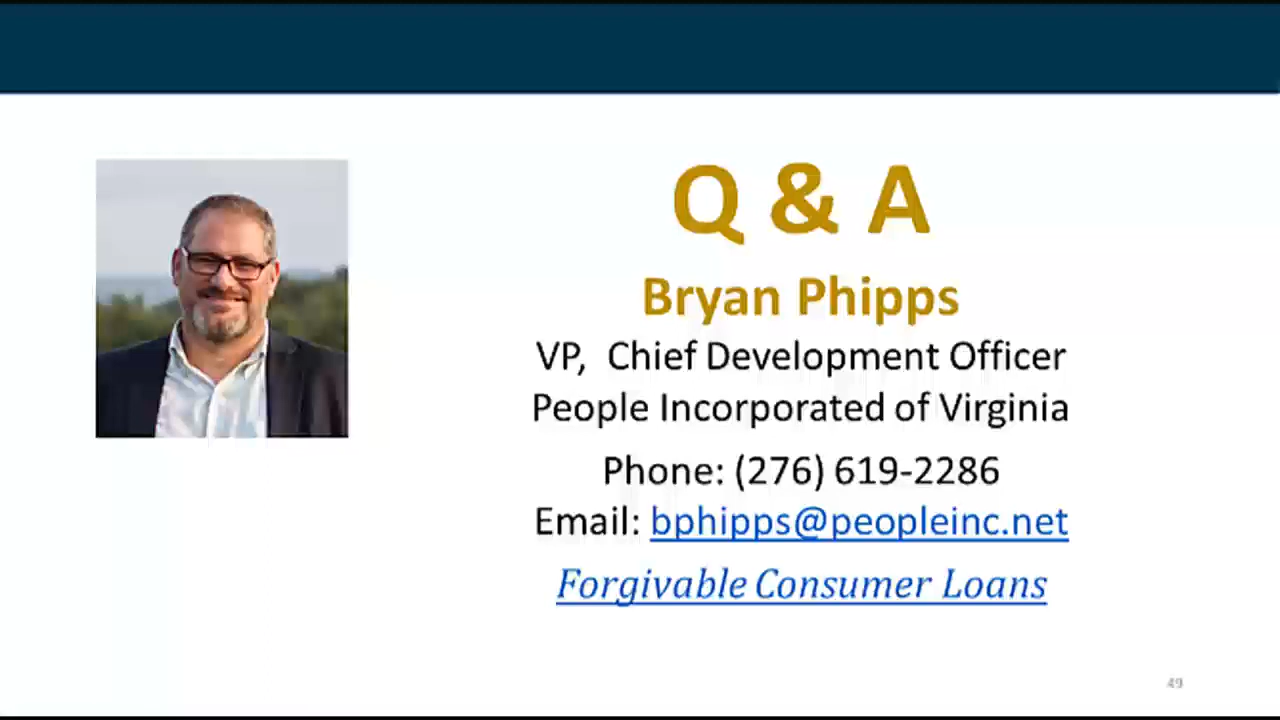 Q & A
Bryan Phipps
VP,  Chief Development Officer
People Incorporated of Virginia
Phone: (276) 619-2286
Email: bphipps@peopleinc.net
Forgivable Consumer Loans
49